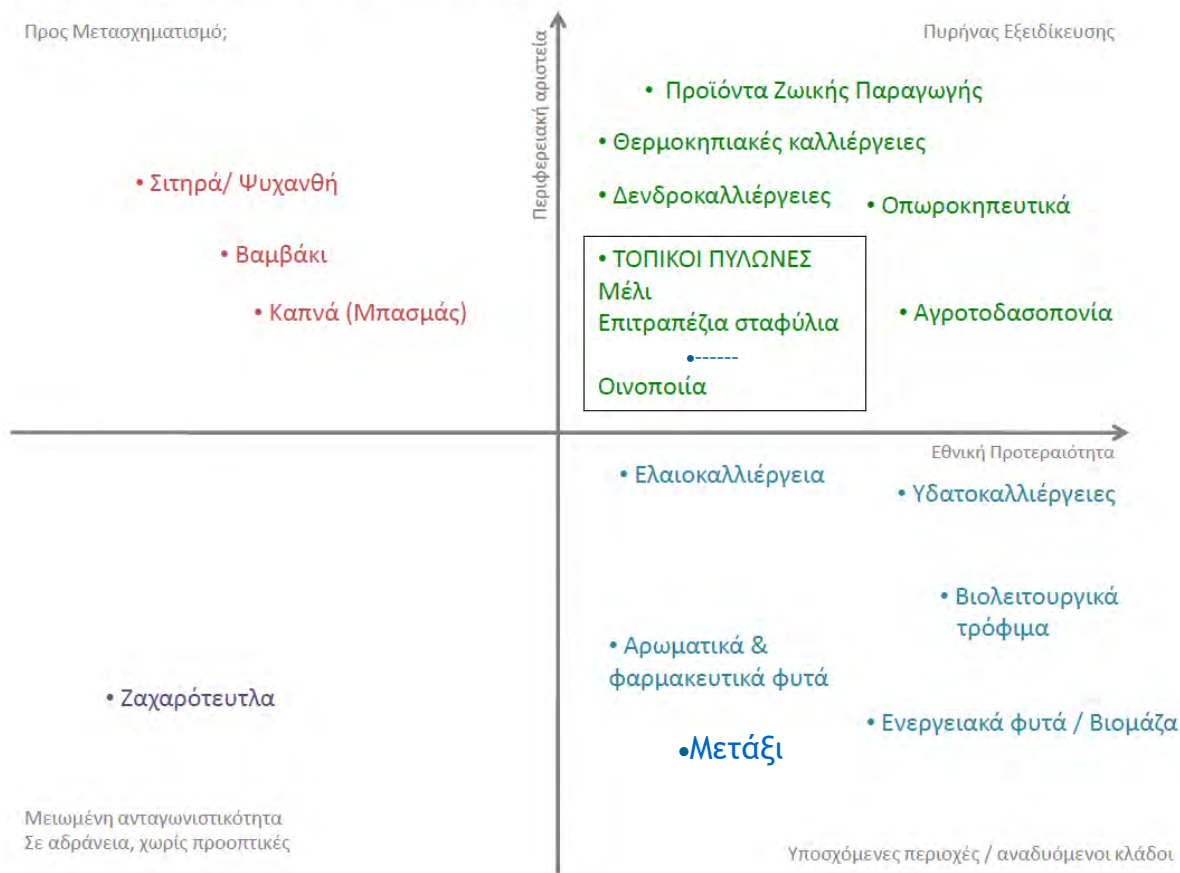 Προς Μετασχηματισμό;
Πυρήνας Εξειδίκευσης
Περιφερειακή αριστεία
• Προϊόντα Ζωικής Παραγωγής
• Θερμοκηπιακές καλλιέργειες
• Σιτηρά/ Ψυχανθή
• Δενδροκαλλιέργειες
• Οπωροκηπευτικά
• Βαμβάκι
• ΤΟΠΙΚΟΙ ΠΥΛΩΝΕΣ
Μέλι
Επιτραπέζια σταφύλια
•------
Οινοποιία
• Καπνά (Μπασμάς)
• Αγροτοδασοπονία
Εθνική Προτεραιότητα
• Ελαιοκαλλιέργεια
• Υδατοκαλλιέργειες
• Βιολειτουργικά
τρόφιμα
• Αρωματικά &
φαρμακευτικά φυτά
• Ζαχαρότευτλα
• Ενεργειακά φυτά / Βιομάζα
•Μετάξι
Μειωμένη ανταγωνιστικότητα
Σε αδράνεια, χωρίς προοπτικές
Υποσχόμενες περιοχές / αναδυόμενοι κλάδοι